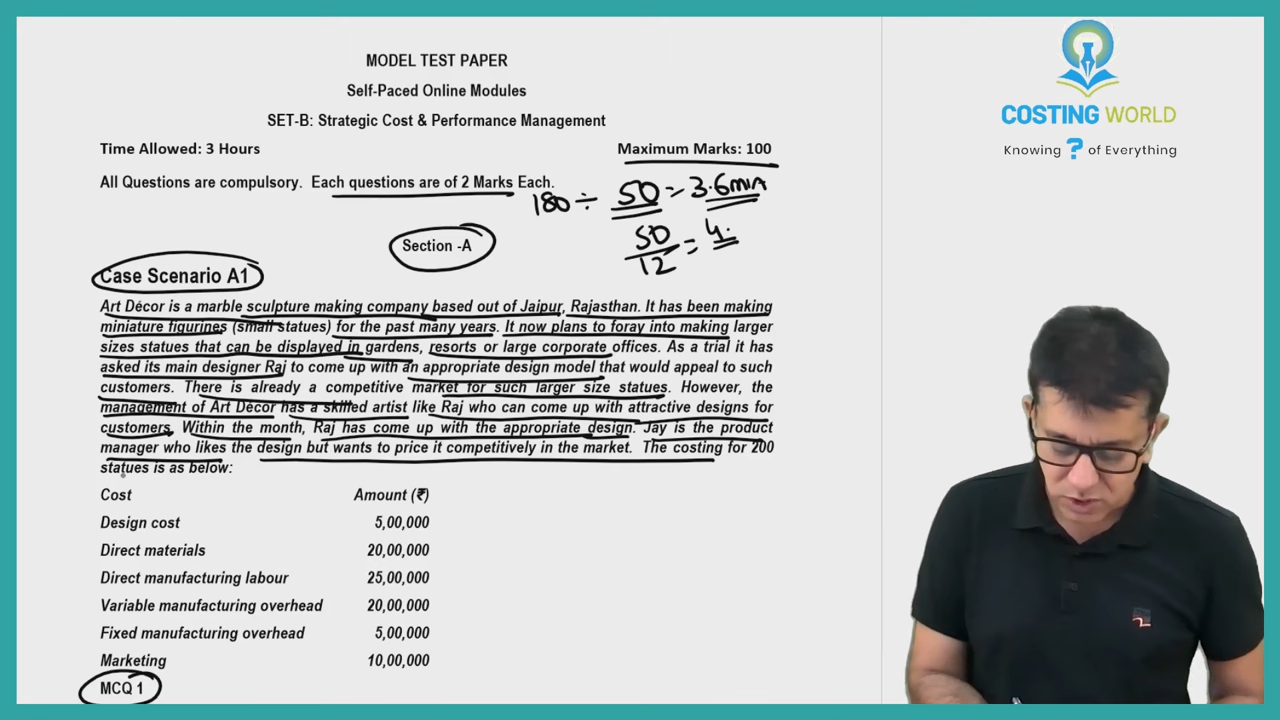 MODEL TEST PAPER
Self-Paced Online Modules
SET-B: Strategic Cost & Performance Management
Time Allowed: 3 Hours Maximum Marks: 100
All Questions are compulsory. Each questions are of 2 Marks Each.
180 ÷ 50 = 3.6min
50/12 = 4.
Section -A
Case Scenario A1
Art Décor is a marble sculpture making company based out of Jaipur, Rajasthan. It has been making
miniature figurines (small statues) for the past many years. It now plans to foray into making larger
sizes statues that can be displayed in gardens, resorts or large corporate offices. As a trial it has
asked its main designer Raj to come up with an appropriate design model that would appeal to such
customers. There is already a competitive market for such larger size statues. However, the
management of Art Décor has a skilled artist like Raj who can come up with attractive designs for
customers. Within the month, Raj has come up with the appropriate design. Jay is the product
manager who likes the design but wants to price it competitively in the market. The costing for 200
statues is as below:
Cost Amount (₹)
Design cost 5,00,000
Direct materials 20,00,000
Direct manufacturing labour 25,00,000
Variable manufacturing overhead 20,00,000
Fixed manufacturing overhead 5,00,000
Marketing 10,00,000
MCQ 1
COSTING WORLD
Knowing ? of Everything